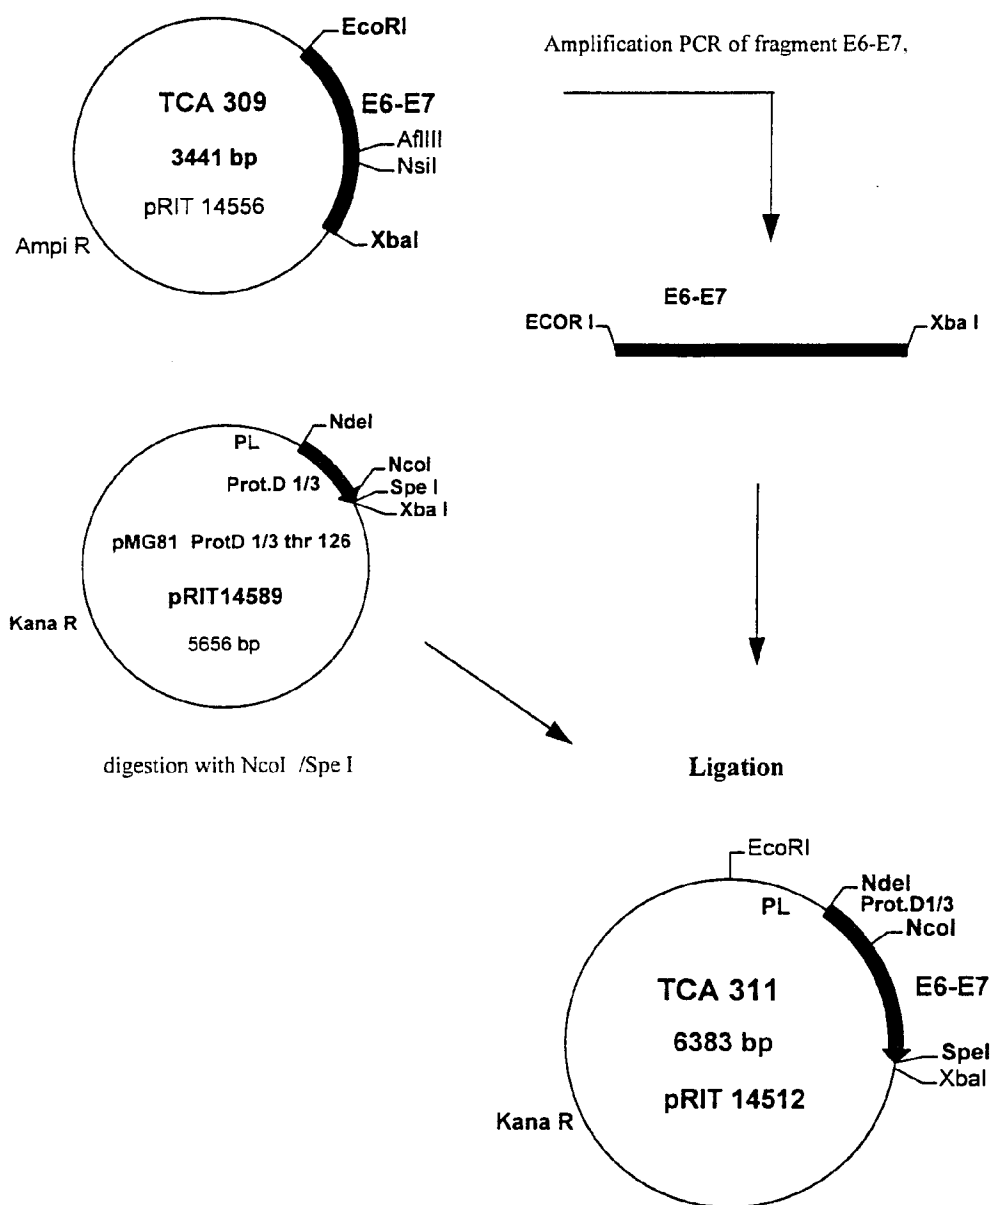 EcoRI
TCA 309
E6-E7
3441 bp
AflIII
NsiI
pRIT 14556
Ampi R
XbaI
Amplification PCR of fragment E6-E7.
E6-E7
ECOR I
Xba I
NdeI
PL
NcoI
Prot.D 1/3
Spe I
Xba I
pMG81 ProtD 1/3 thr 126
pRIT14589
Kana R
5656 bp
digestion with NcoI /Spe I
Ligation
EcoRI
NdeI
PL
Prot.D1/3
NcoI
TCA 311
E6-E7
6383 bp
SpeI
XbaI
pRIT 14512
Kana R